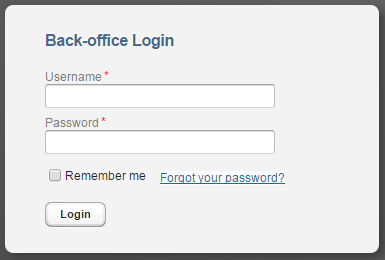 Back-office Login
Username *
Password *
Remember me Forgot your password?
Login